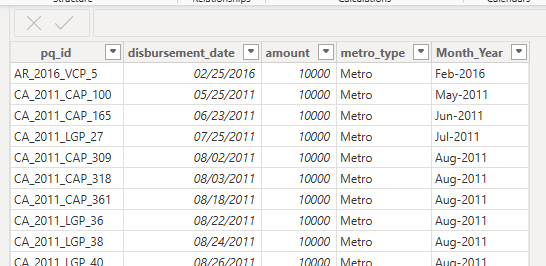 Structure Relationships Calculations Calendars
pq_id disbursement_date amount metro_type Month_Year
AR_2016_VCP_5 02/25/2016 10000 Metro Feb-2016
CA_2011_CAP_100 05/25/2011 10000 Metro May-2011
CA_2011_CAP_165 06/23/2011 10000 Metro Jun-2011
CA_2011_LGP_27 07/25/2011 10000 Metro Jul-2011
CA_2011_CAP_309 08/02/2011 10000 Metro Aug-2011
CA_2011_CAP_318 08/03/2011 10000 Metro Aug-2011
CA_2011_CAP_361 08/18/2011 10000 Metro Aug-2011
CA_2011_LGP_36 08/22/2011 10000 Metro Aug-2011
CA_2011_LGP_38 08/24/2011 10000 Metro Aug-2011
CA_2011_LGP_40 08/26/2011 10000 Metro Aug-2011